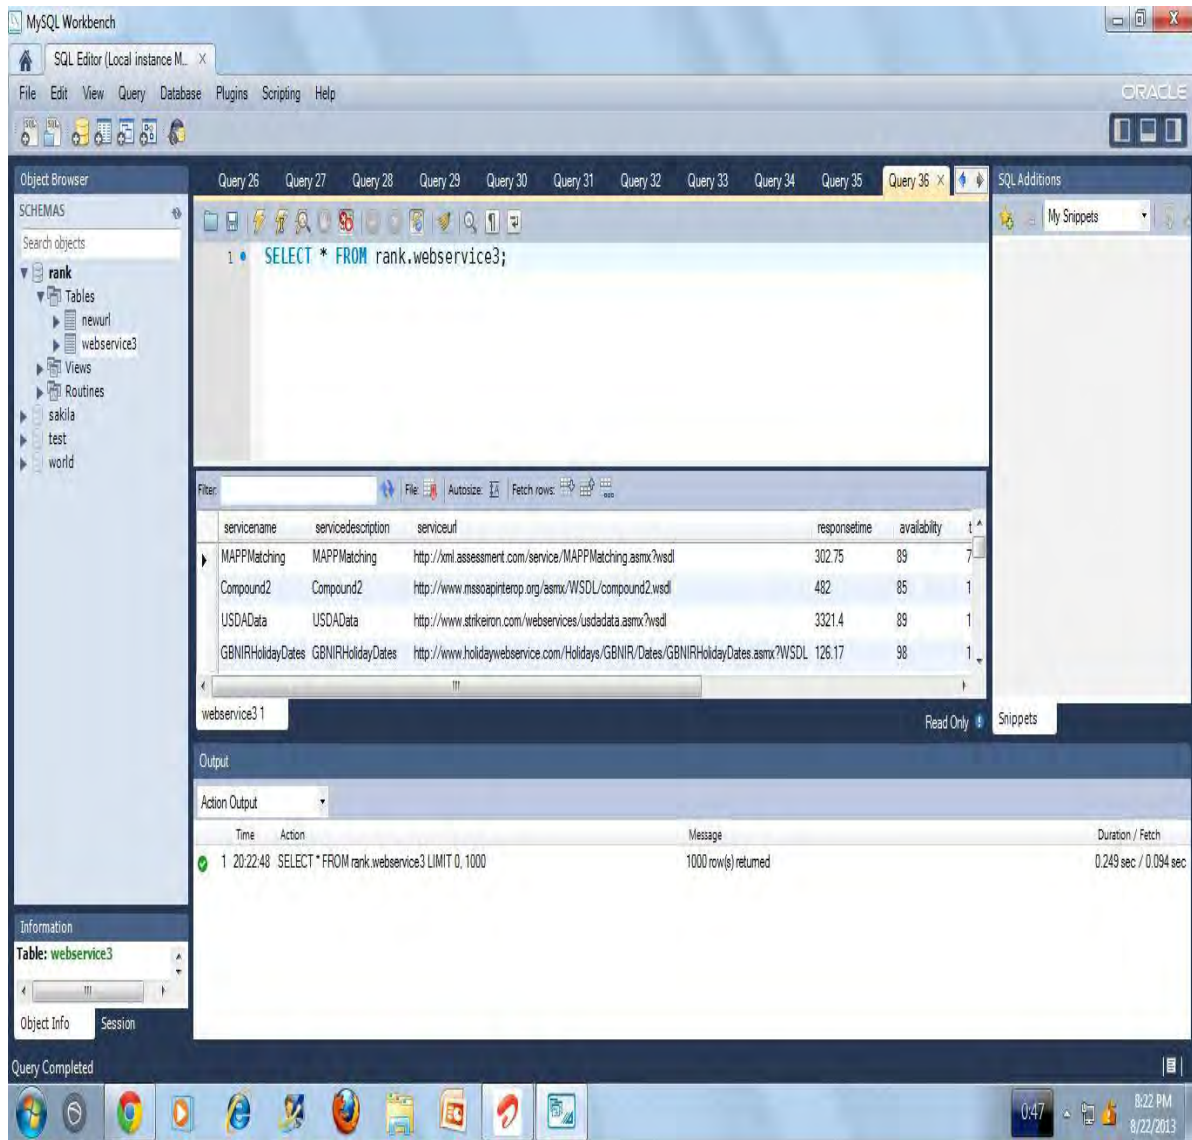 MySQL Workbench
SQL Editor (Local instance M...
File Edit View Query Database Plugins Scripting Help
ORACLE
Object Browser
SCHEMAS
Search objects
rank
Tables
newurl
webservice3
Views
Routines
sakila
test
world
Query 26 Query 27 Query 28 Query 29 Query 30 Query 31 Query 32 Query 33 Query 34 Query 35 Query 36
1 SELECT * FROM rank.webservice3;
SQL Additions
My Snippets
Filter: File: Autosize: Fetch rows:
servicename servicedescription serviceurl responsetime availability t
MAPPMatching MAPPMatching http://xml.assessment.com/service/MAPPMatching.asmx?wsdl 302.75 89 7
Compound2 Compound2 http://www.mssoapinterop.org/asmx/WSDL/compound2.wsdl 482 85 1
USDAData USDAData http://www.strikeiron.com/webservices/usdadata.asmx?wsdl 3321.4 89 1
GBNIRHolidayDates GBNIRHolidayDates http://www.holidaywebservice.com/Holidays/GBNIR/Dates/GBNIRHolidayDates.asmx?WSDL 126.17 98 1
webservice3 1
Read Only
Snippets
Output
Action Output
Time Action Message Duration / Fetch
1 20:22:48 SELECT * FROM rank.webservice3 LIMIT 0, 1000 1000 row(s) returned 0.249 sec / 0.094 sec
Information
Table: webservice3
Object Info Session
Query Completed
0:47
8:22 PM
8/22/2013